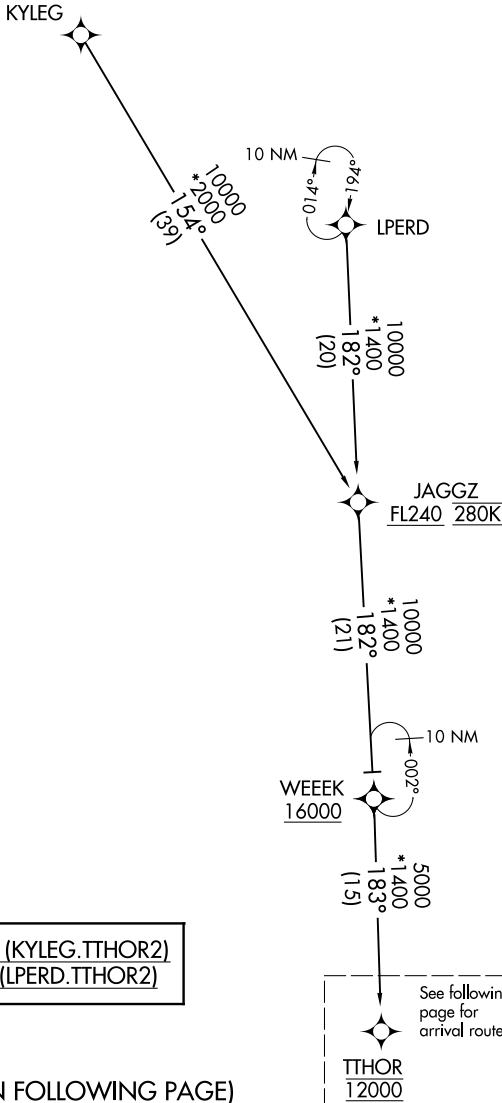 KYLEG
10000
*2000
154°
(39)
10 NM
014°
194°
LPERD
10000
*1400
182°
(20)
JAGGZ
FL240 280K
10000
*1400
182°
(21)
10 NM
002°
WEEEK
16000
5000
*1400
183°
(15)
(KYLEG.TTHOR2)
(LPERD.TTHOR2)
See followin
page for
arrival route
TTHOR
12000
N FOLLOWING PAGE)